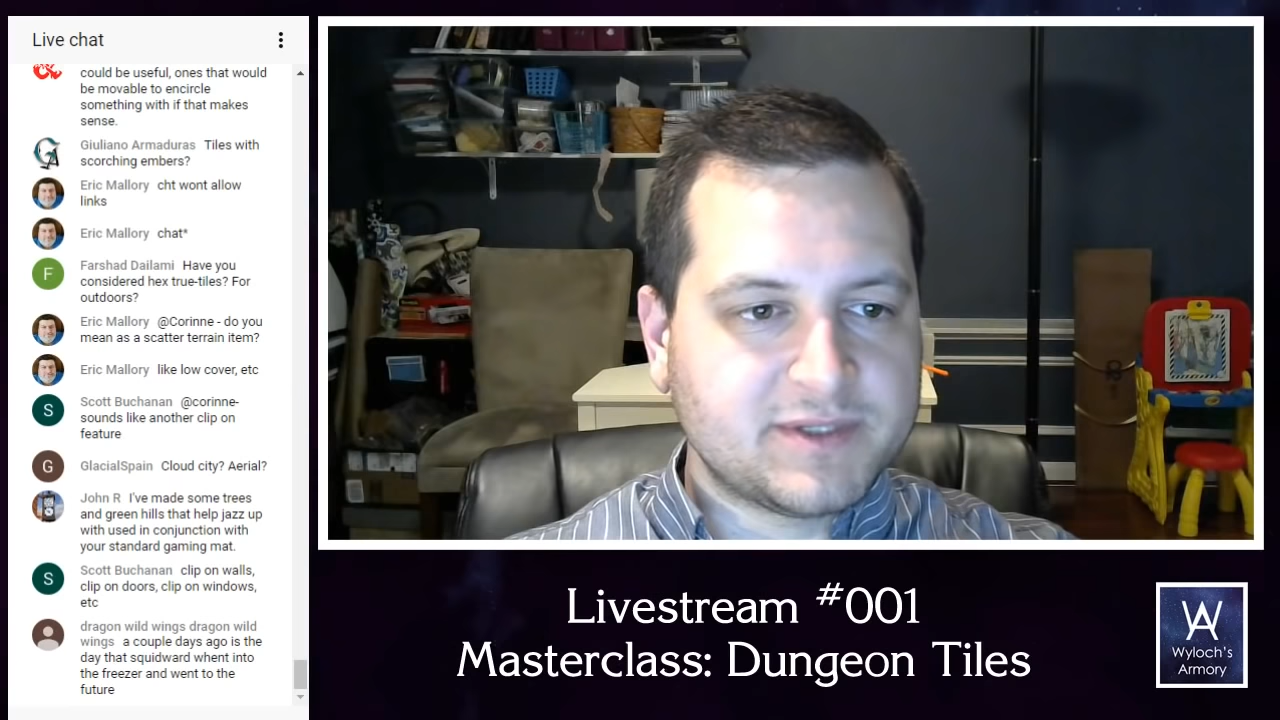 Live chat
could be useful, ones that would
be movable to encircle
something with if that makes
sense.
Giuliano Armaduras Tiles with
scorching embers?
Eric Mallory cht wont allow
links
Eric Mallory chat*
F
Farshad Dailami Have you
considered hex true-tiles? For
outdoors?
Eric Mallory @Corinne - do you
mean as a scatter terrain item?
Eric Mallory like low cover, etc
S
Scott Buchanan @corinne-
sounds like another clip on
feature
G
GlacialSpain Cloud city? Aerial?
John R I've made some trees
and green hills that help jazz up
with used in conjunction with
your standard gaming mat.
S
Scott Buchanan clip on walls,
clip on doors, clip on windows,
etc
dragon wild wings dragon wild
wings a couple days ago is the
day that squidward whent into
the freezer and went to the
future
Livestream #001
Masterclass: Dungeon Tiles
WA
Wyloch's
Armory